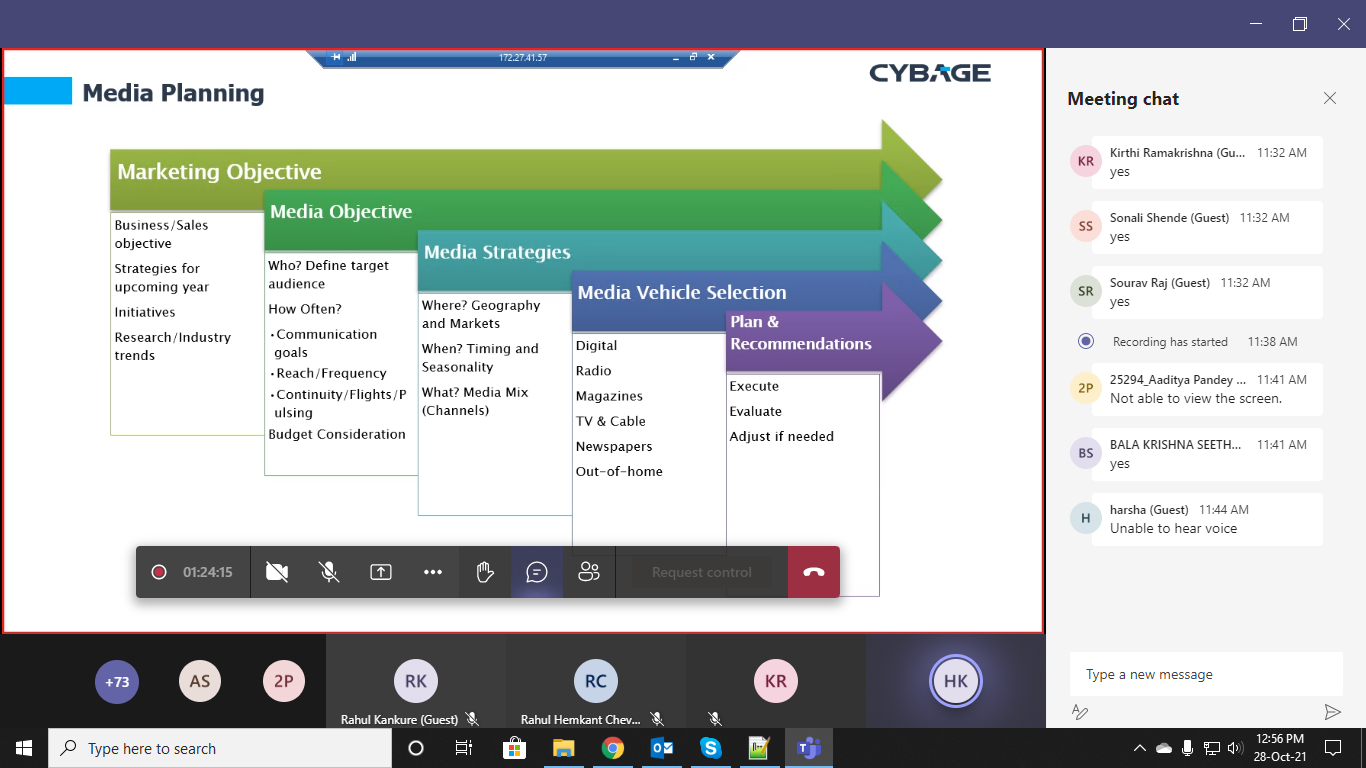 172.27.41.57
CYBAGE
Media Planning
Marketing Objective
Business/Sales
objective
Strategies for
upcoming year
Initiatives
Research/Industry
trends
Media Objective
Who? Define target
audience
How Often?
•Communication
goals
•Reach/Frequency
•Continuity/Flights/P
ulsing
Budget Consideration
Media Strategies
Where? Geography
and Markets
When? Timing and
Seasonality
What? Media Mix
(Channels)
Media Vehicle Selection
Digital
Radio
Magazines
TV & Cable
Newspapers
Out-of-home
Plan &
Recommendations
Execute
Evaluate
Adjust if needed
01:24:15
Request control
+73
AS
2P
RK
Rahul Kankure (Guest)
RC
Rahul Hemkant Chev...
KR
HK
Meeting chat
KR
Kirthi Ramakrishna (Gu... 11:32 AM
yes
SS
Sonali Shende (Guest) 11:32 AM
yes
SR
Sourav Raj (Guest) 11:32 AM
yes
Recording has started 11:38 AM
2P
25294_Aaditya Pandey ... 11:41 AM
Not able to view the screen.
BS
BALA KRISHNA SEETH... 11:41 AM
yes
H
harsha (Guest) 11:44 AM
Unable to hear voice
Type a new message
Type here to search
12:56 PM
28-Oct-21